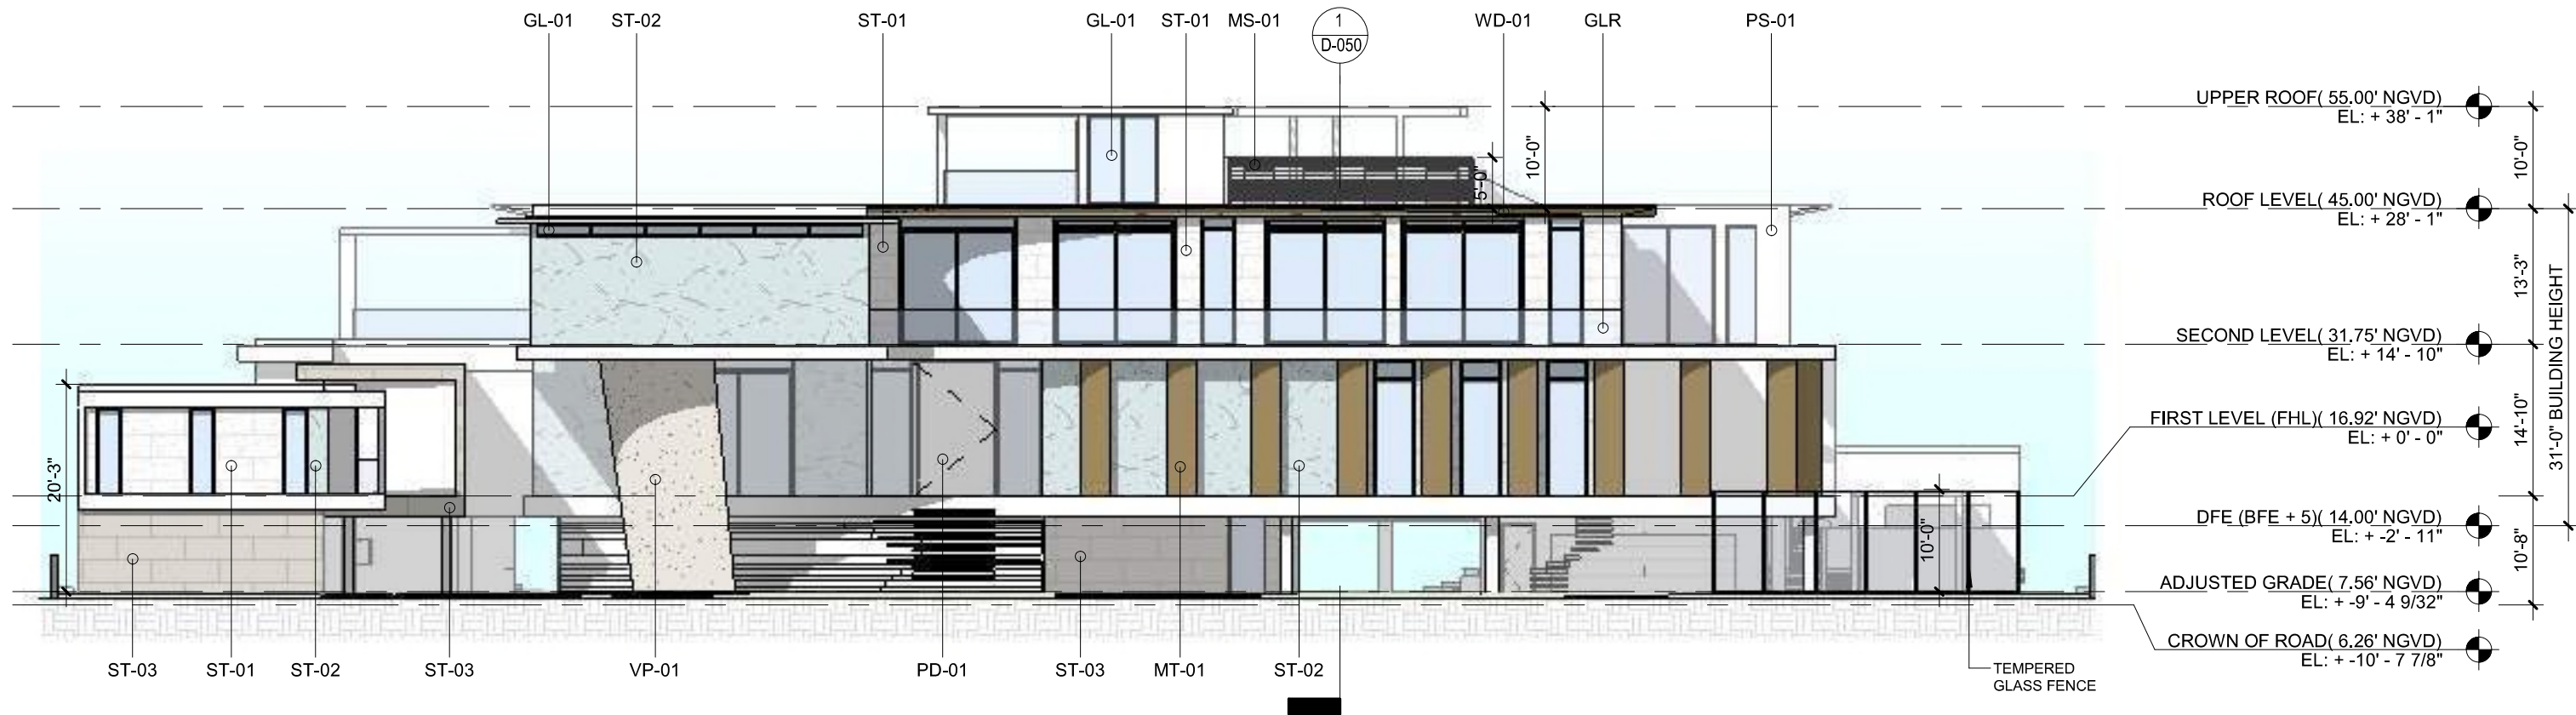 GL-01 ST-02 ST-01 GL-01 ST-01 MS-01 1 WD-01 GLR PS-01
D-050
UPPER ROOF( 55.00' NGVD)
EL: + 38' - 1"
10'-0"
10'-0"
5'-0"
ROOF LEVEL( 45.00' NGVD)
EL: + 28' - 1"
13'-3"
SECOND LEVEL( 31.75' NGVD)
EL: + 14' - 10"
31'-0" BUILDING HEIGHT
FIRST LEVEL (FHL)( 16.92' NGVD)
EL: + 0' - 0"
14'-10"
20'-3"
DFE (BFE + 5)( 14.00' NGVD)
EL: + -2' - 11"
10'-0"
10'-8"
ADJUSTED GRADE( 7.56' NGVD)
EL: + -9' - 4 9/32"
CROWN OF ROAD( 6.26' NGVD)
EL: + -10' - 7 7/8"
ST-03 ST-01 ST-02 ST-03 VP-01 PD-01 ST-03 MT-01 ST-02
TEMPERED
GLASS FENCE